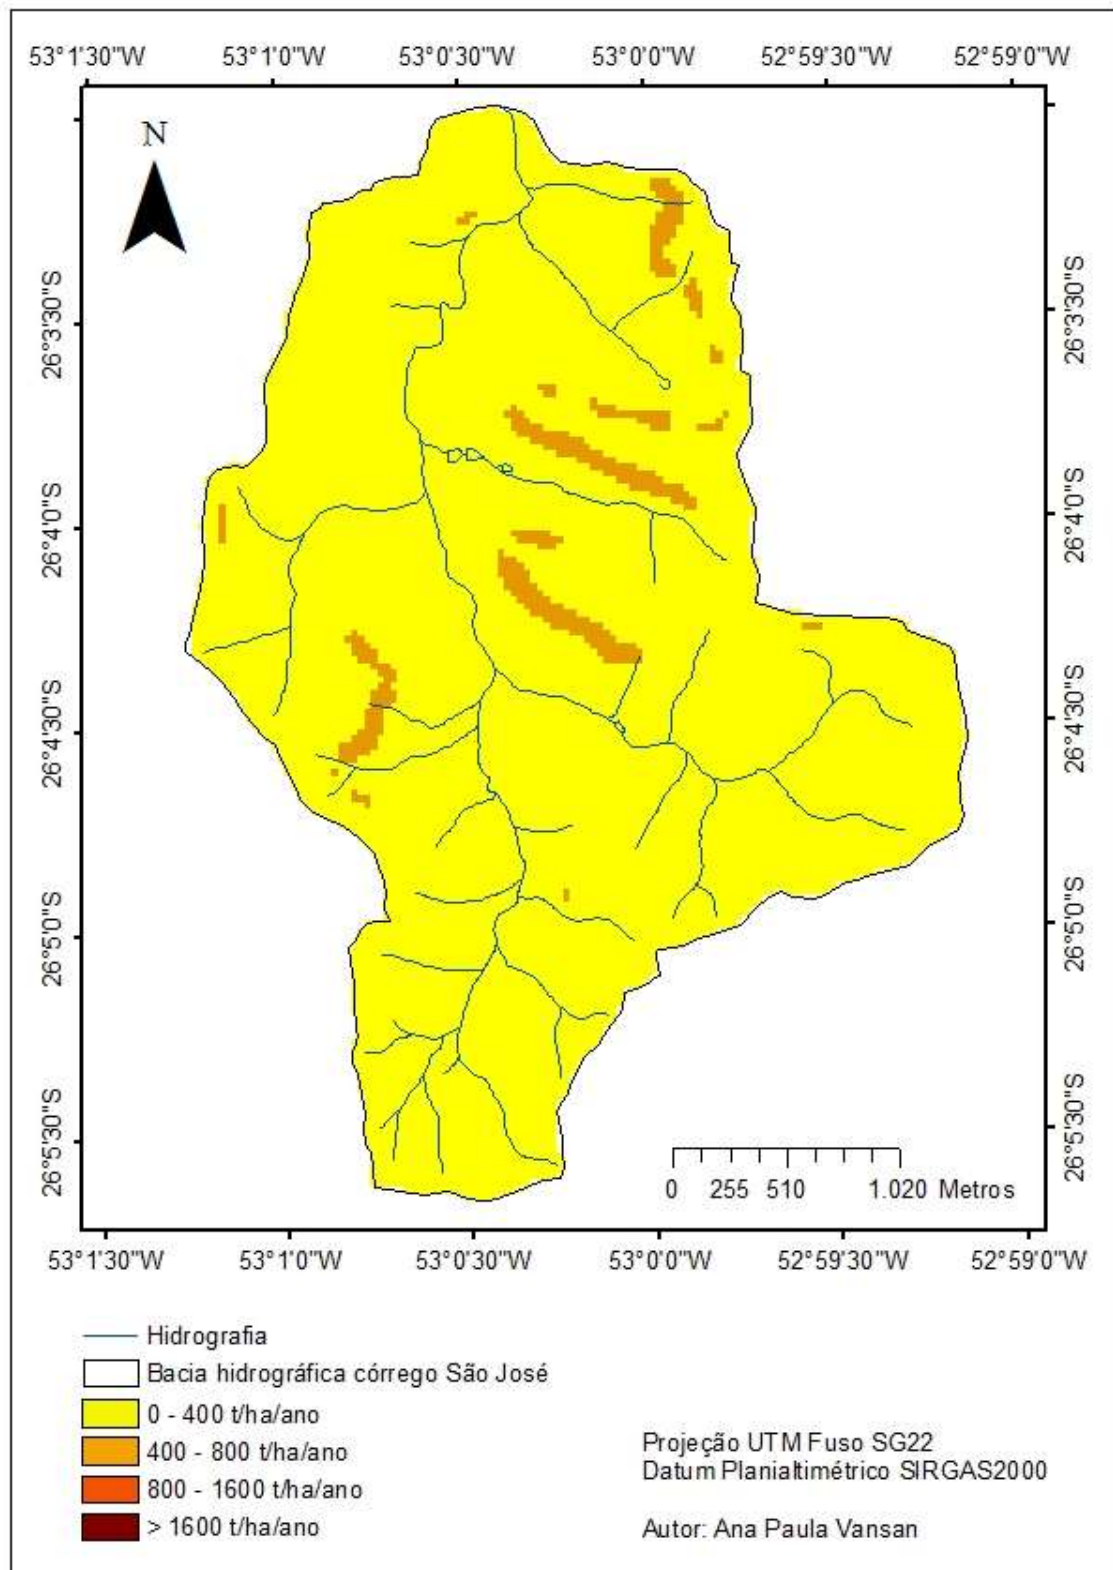 53°1'30"W 53°1'0"W 53°0'30"W 53°0'0"W 52°59'30"W 52°59'0"W
N
26°3'30"S 26°3'30"S
26°4'0"S 26°4'0"S
26°4'30"S 26°4'30"S
26°5'0"S 26°5'0"S
26°5'30"S 26°5'30"S
0 255 510 1.020 Metros
53°1'30"W 53°1'0"W 53°0'30"W 53°0'0"W 52°59'30"W 52°59'0"W
Hidrografia
Bacia hidrográfica córrego São José
0 - 400 t/ha/ano
400 - 800 t/ha/ano
800 - 1600 t/ha/ano
> 1600 t/ha/ano
Projeção UTM Fuso SG22
Datum Planialtimétrico SIRGAS2000
Autor: Ana Paula Vansan